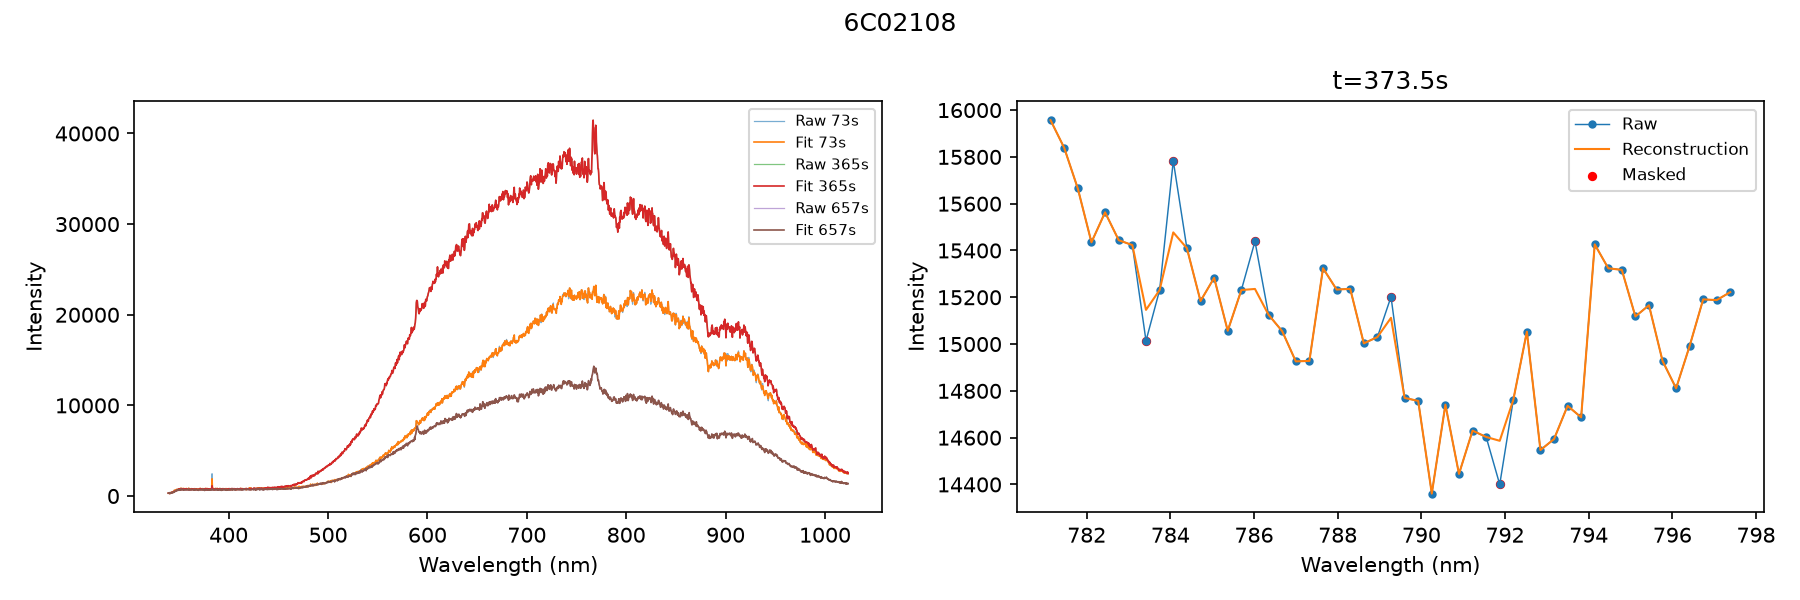 6C02108
Intensity
40000
30000
20000
10000
0
400 500 600 700 800 900 1000
Wavelength (nm)
Raw 73s
Fit 73s
Raw 365s
Fit 365s
Raw 657s
Fit 657s
t=373.5s
Intensity
16000
15800
15600
15400
15200
15000
14800
14600
14400
782 784 786 788 790 792 794 796 798
Wavelength (nm)
Raw
Reconstruction
Masked